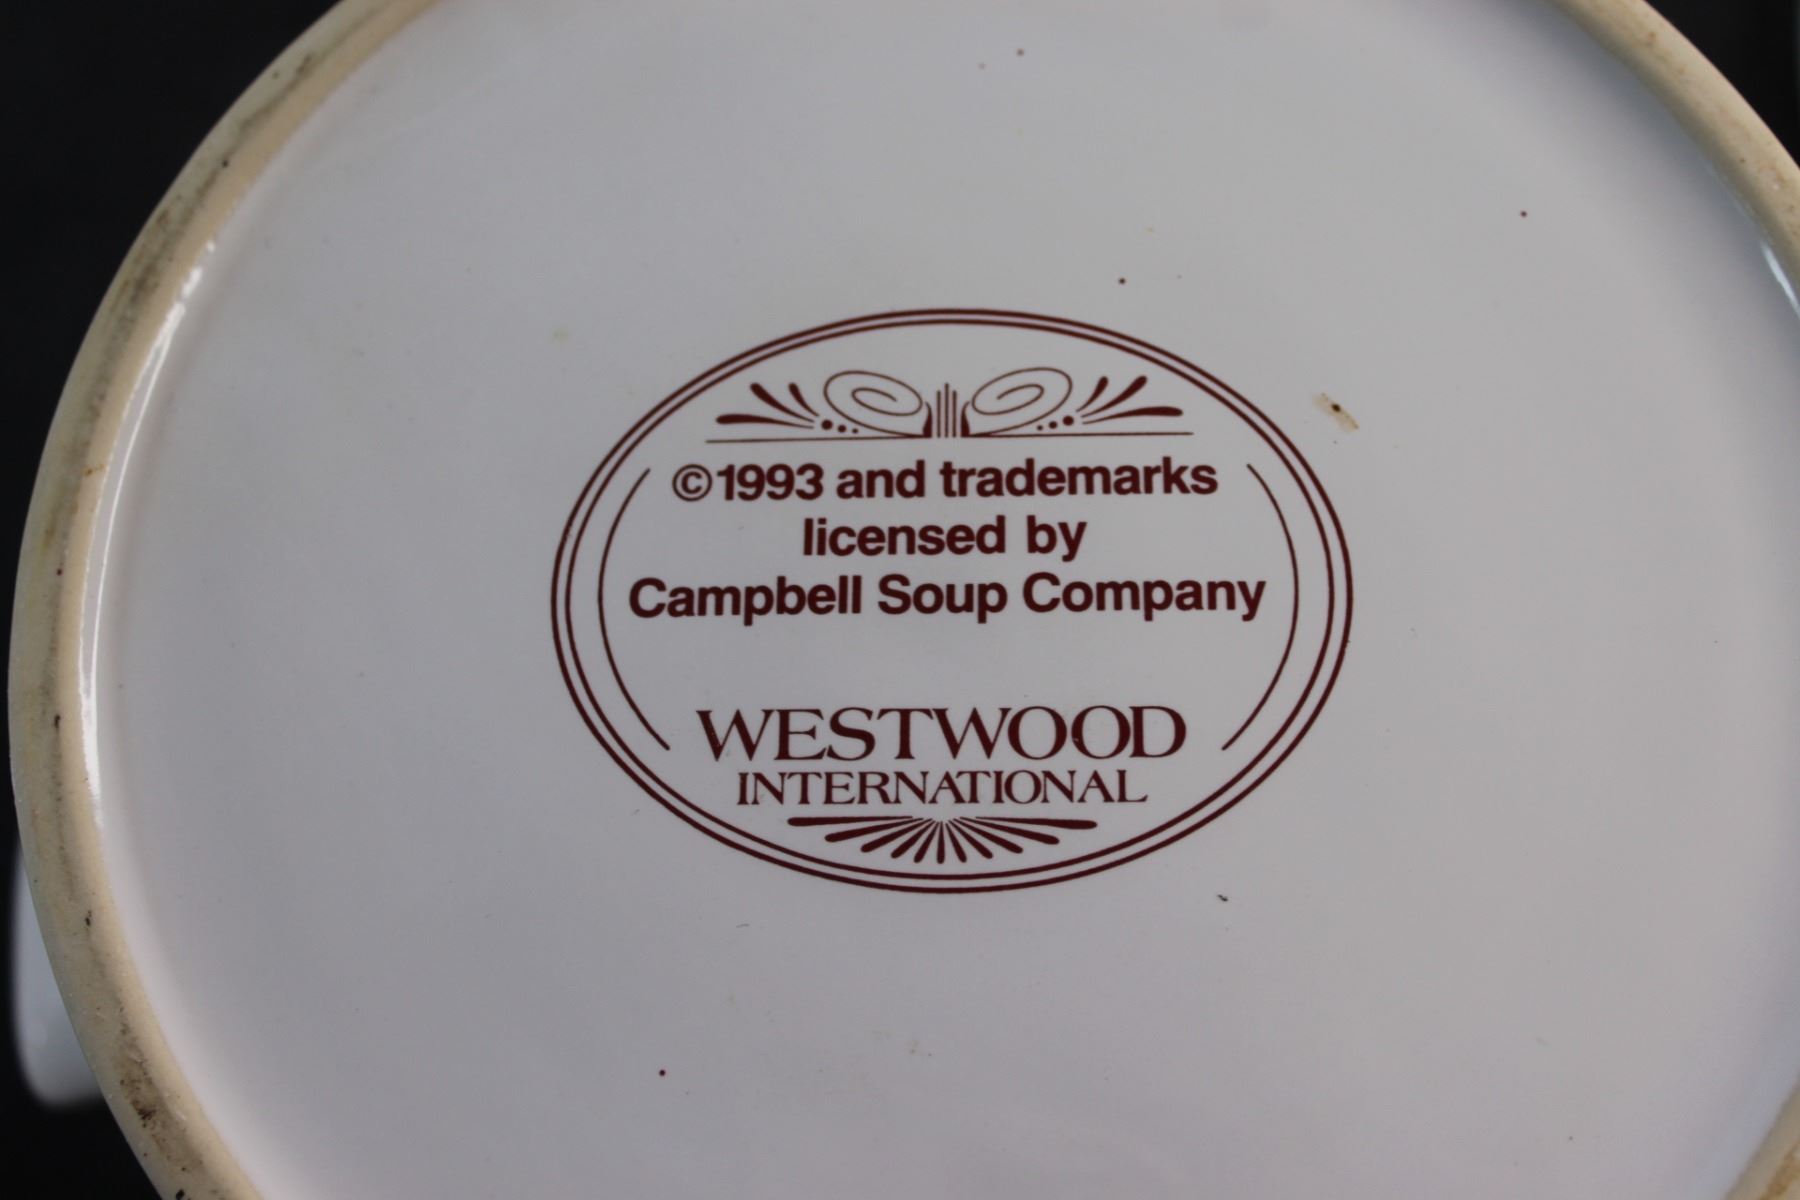 ©1993 and trademarks
licensed by
Campbell Soup Company
WESTWOOD
INTERNATIONAL